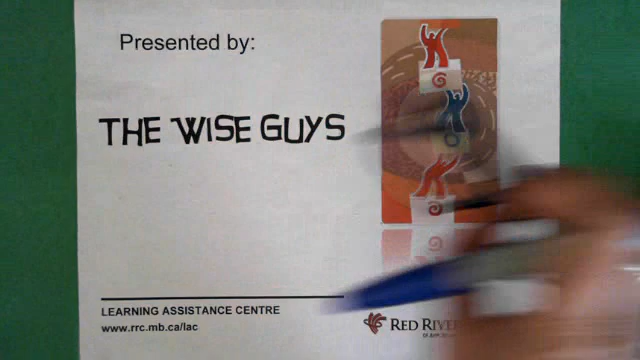 Presented by:
THE WISE GUYS
LEARNING ASSISTANCE CENTRE
www.rrc.mb.ca/lac
RED RIVER